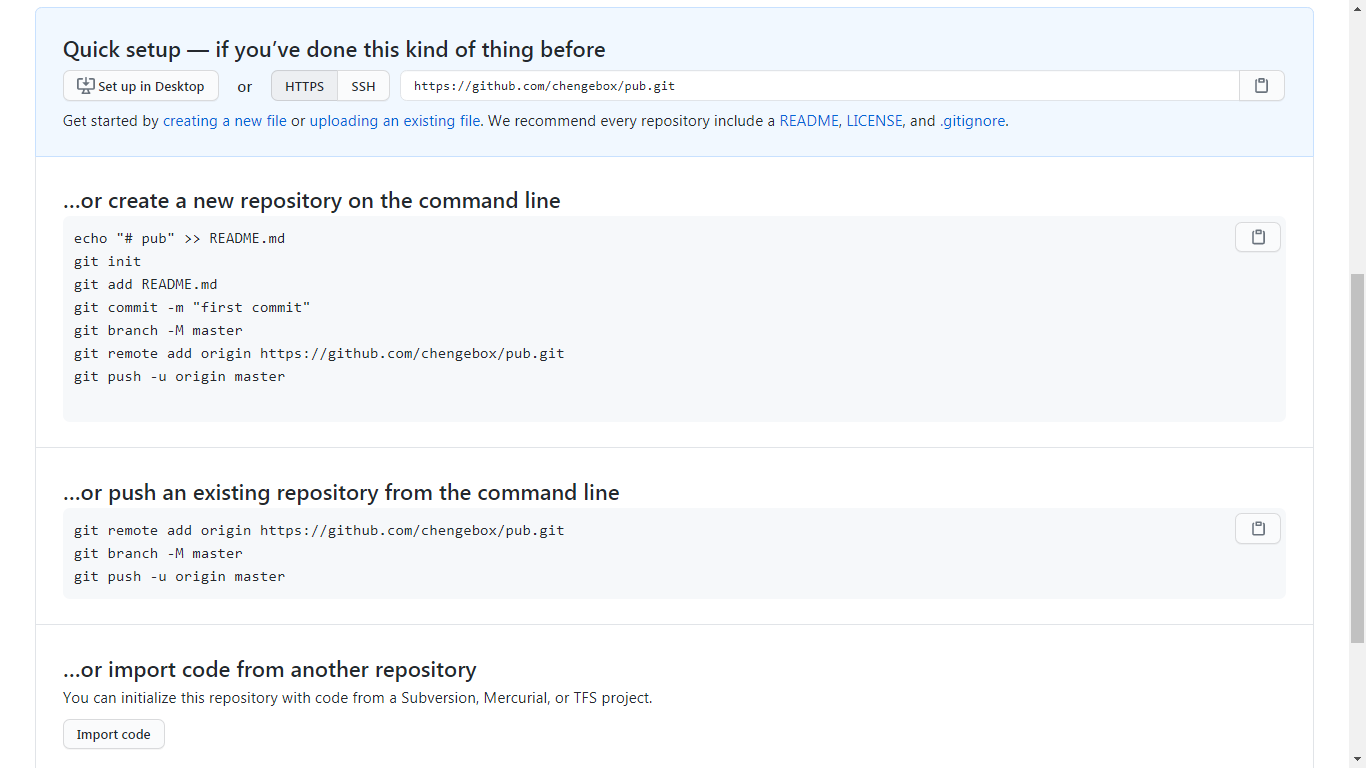 Quick setup — if you’ve done this kind of thing before
Set up in Desktop or HTTPS SSH https://github.com/chengebox/pub.git
Get started by creating a new file or uploading an existing file. We recommend every repository include a README, LICENSE, and .gitignore.
…or create a new repository on the command line
echo "# pub" >> README.md
git init
git add README.md
git commit -m "first commit"
git branch -M master
git remote add origin https://github.com/chengebox/pub.git
git push -u origin master
…or push an existing repository from the command line
git remote add origin https://github.com/chengebox/pub.git
git branch -M master
git push -u origin master
…or import code from another repository
You can initialize this repository with code from a Subversion, Mercurial, or TFS project.
Import code